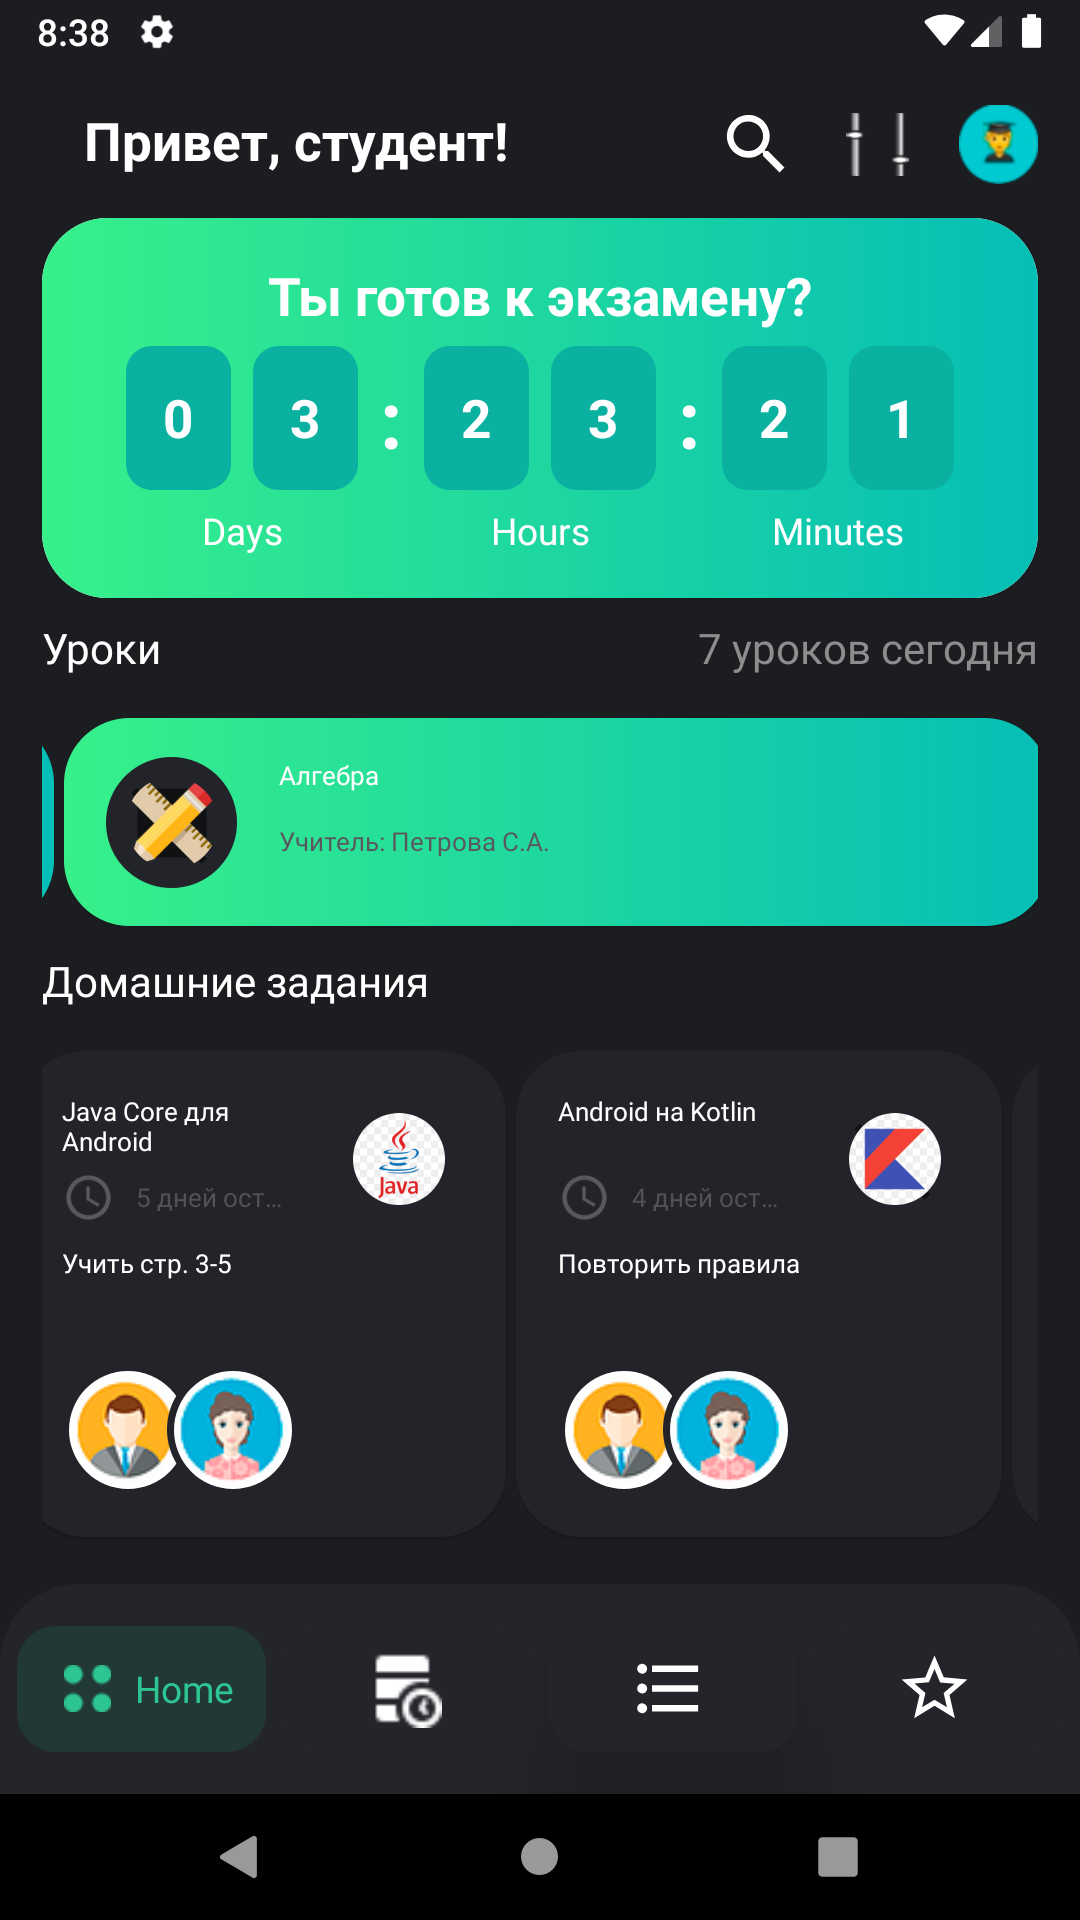 8:38
Привет, студент!
Ты готов к экзамену?
0 3 : 2 3 : 2 1
Days Hours Minutes
Уроки 7 уроков сегодня
Алгебра
Учитель: Петрова С.А.
Домашние задания
Java Core для
Android
5 дней ост...
Java
Учить стр. 3-5
Android на Kotlin
4 дней ост...
Повторить правила
Home